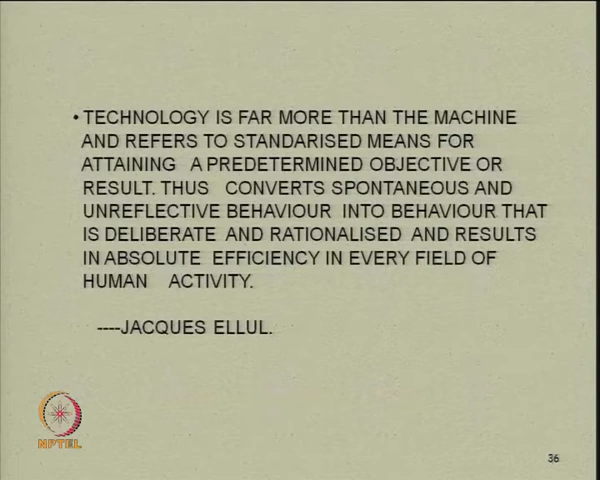 • TECHNOLOGY IS FAR MORE THAN THE MACHINE
AND REFERS TO STANDARISED MEANS FOR
ATTAINING A PREDETERMINED OBJECTIVE OR
RESULT. THUS CONVERTS SPONTANEOUS AND
UNREFLECTIVE BEHAVIOUR INTO BEHAVIOUR THAT
IS DELIBERATE AND RATIONALISED AND RESULTS
IN ABSOLUTE EFFICIENCY IN EVERY FIELD OF
HUMAN ACTIVITY.
----JACQUES ELLUL.
NPTEL
36